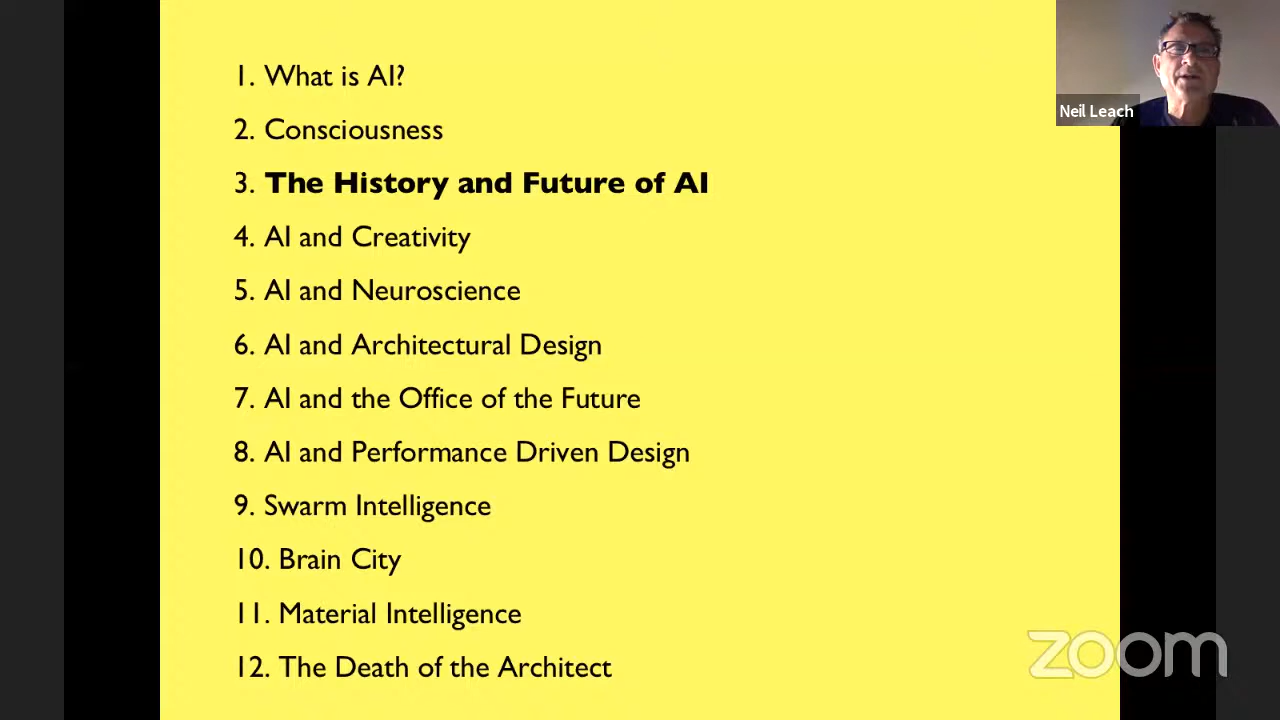 1. What is AI?
2. Consciousness
3. The History and Future of AI
4. AI and Creativity
5. AI and Neuroscience
6. AI and Architectural Design
7. AI and the Office of the Future
8. AI and Performance Driven Design
9. Swarm Intelligence
10. Brain City
11. Material Intelligence
12. The Death of the Architect
Neil Leach
zoom